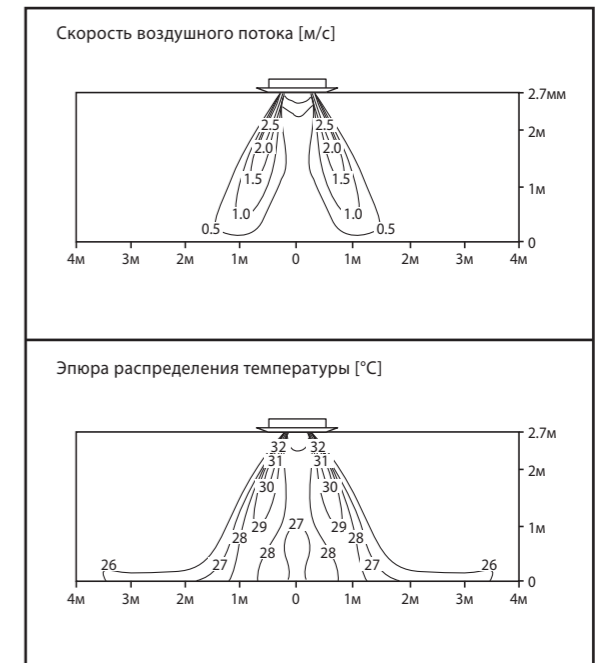 Скорость воздушного потока [м/с]
2.7мм
2.5 2.5
2м
2.0 2.0
1.5 1.5
1м
1.0 1.0
0.5 0.5
0
4м 3м 2м 1м 0 1м 2м 3м 4м
Эпюра распределения температуры [°C]
2.7м
32 32
31 31
2м
30 30
29 27 29
1м
28 28
28 28
26 27 27 26
0
4м 3м 2м 1м 0 1м 2м 3м 4м